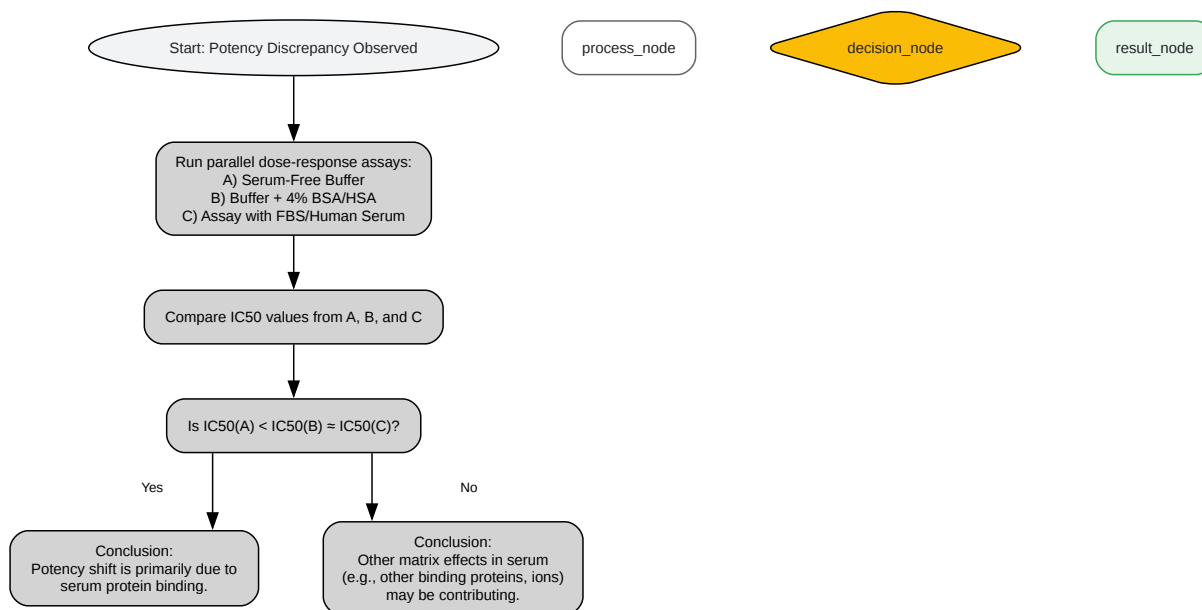 Start: Potency Discrepancy Observed
process_node
decision_node
result_node
Run parallel dose-response assays:
A) Serum-Free Buffer
B) Buffer + 4% BSA/HSA
C) Assay with FBS/Human Serum
Compare IC50 values from A, B, and C
Is IC50(A) < IC50(B) ≈ IC50(C)?
Yes
No
Conclusion:
Potency shift is primarily due to
serum protein binding.
Conclusion:
Other matrix effects in serum
(e.g., other binding proteins, ions)
may be contributing.